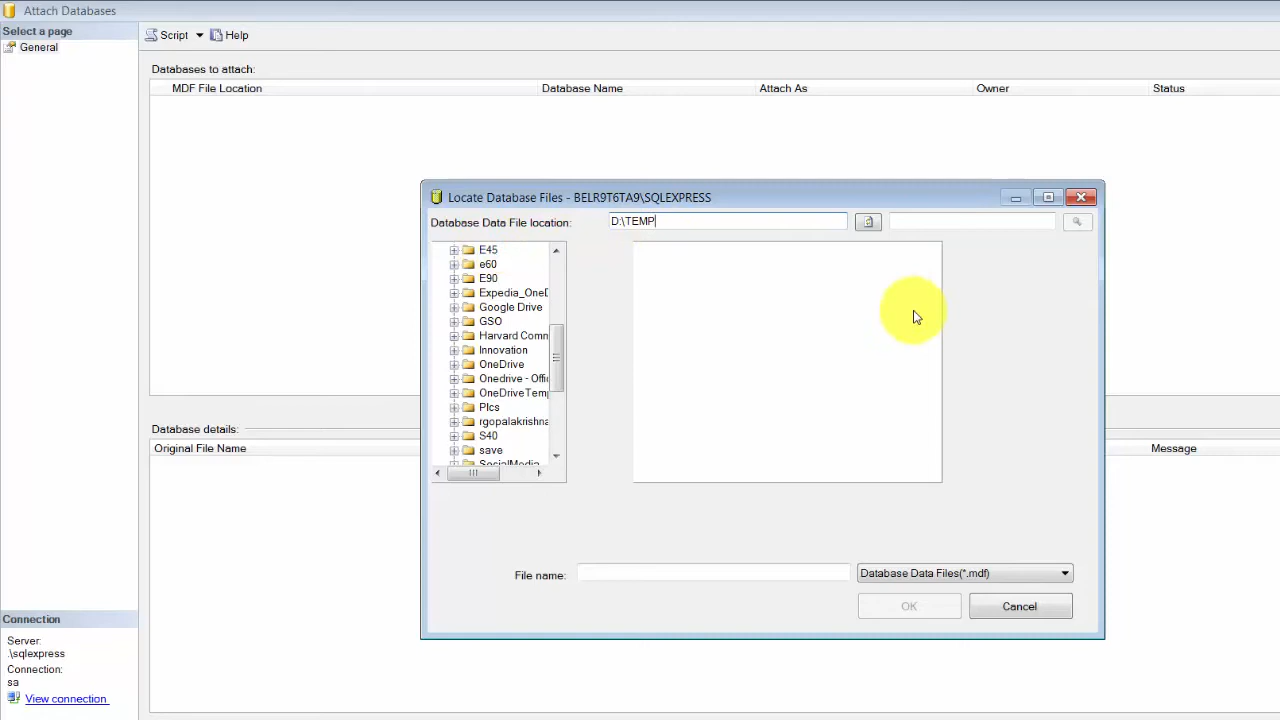 Attach Databases
Select a page
General
Script
Help
Databases to attach:
MDF File Location
Database Name
Attach As
Owner
Status
Locate Database Files - BELR9T6TA9\SQLEXPRESS
Database Data File location:
D:\TEMP
E45
e60
E90
Expedia_OneD
Google Drive
GSO
Harvard Comm
Innovation
OneDrive
Onedrive - Offi
OneDriveTemp
PIcs
rgopalakrishna
S40
save
SocialMedia
Database details:
Original File Name
Message
File name:
Database Data Files(*.mdf)
OK
Cancel
Connection
Server:
.\sqlexpress
Connection:
sa
View connection